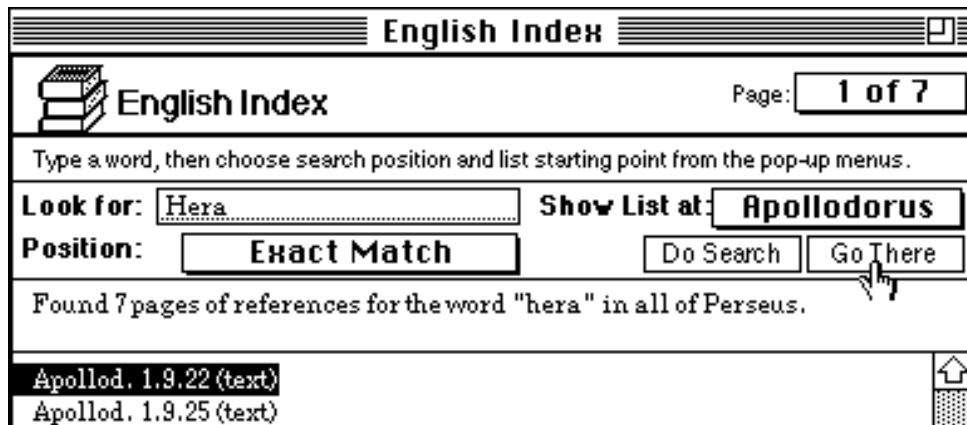 English Index
English Index
Page: 1 of 7
Type a word, then choose search position and list starting point from the pop-up menus.
Look for: Hera Show List at: Apollodorus
Position: Exact Match Do Search Go There
Found 7 pages of references for the word "hera" in all of Perseus.
Apollod. 1.9.22 (text)
Apollod. 1.9.25 (text)